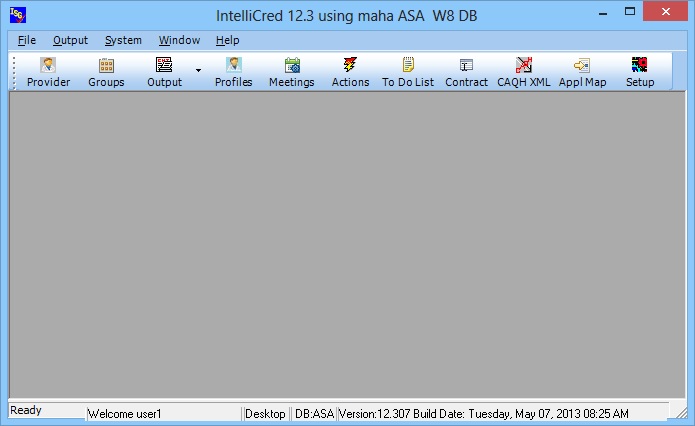 IntelliCred 12.3 using maha ASA W8 DB
File Output System Window Help
Provider Groups Output Profiles Meetings Actions To Do List Contract CAQH XML Appl Map Setup
Ready Welcome user1 Desktop DB:ASA Version:12.307 Build Date: Tuesday, May 07, 2013 08:25 AM